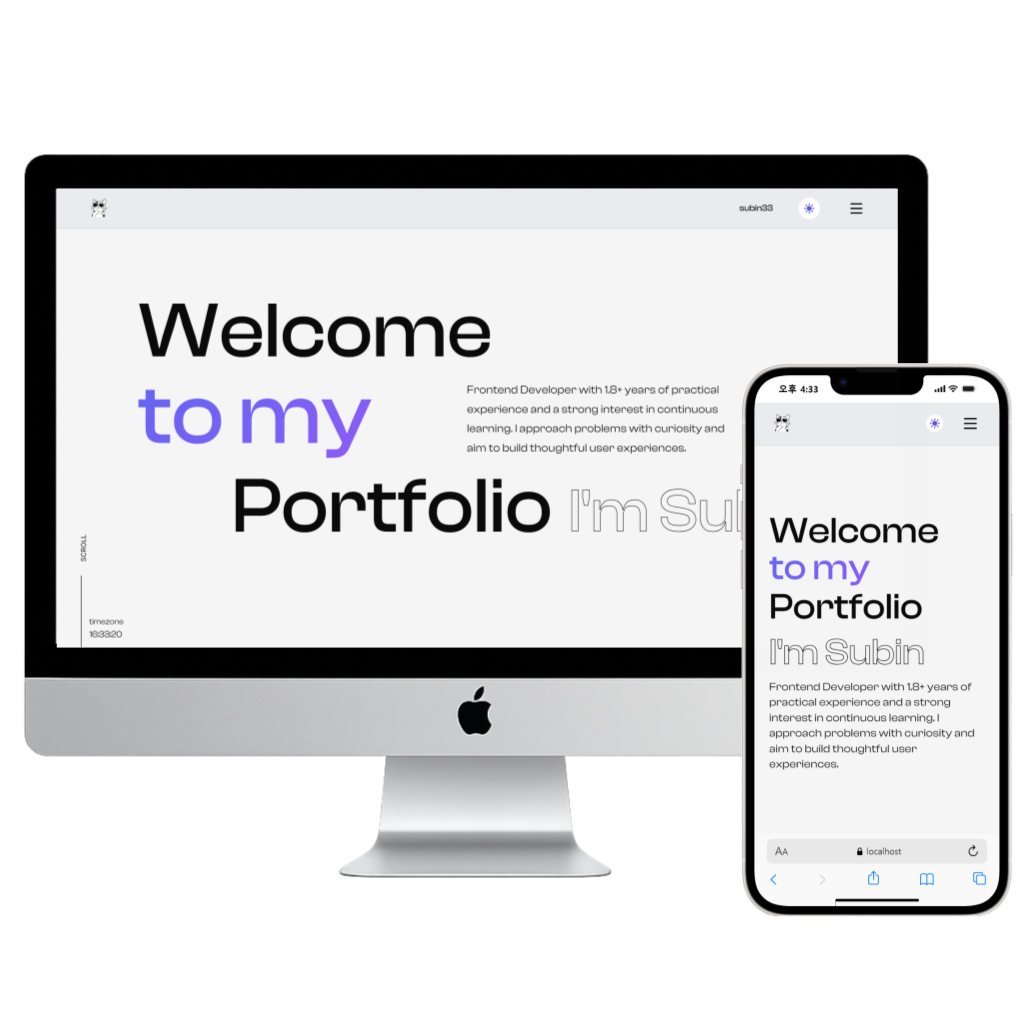 subin33
Welcome
to my
Frontend Developer with 1.8+ years of practical
experience and a strong interest in continuous
learning. I approach problems with curiosity and
aim to build thoughtful user experiences.
Portfolio I'm Sub
SCROLL
timezone
16:33:20
오후 4:33
Welcome
to my
Portfolio
I'm Subin
Frontend Developer with 1.8+ years of
practical experience and a strong
interest in continuous learning. I
approach problems with curiosity and
aim to build thoughtful user
experiences.
AA localhost